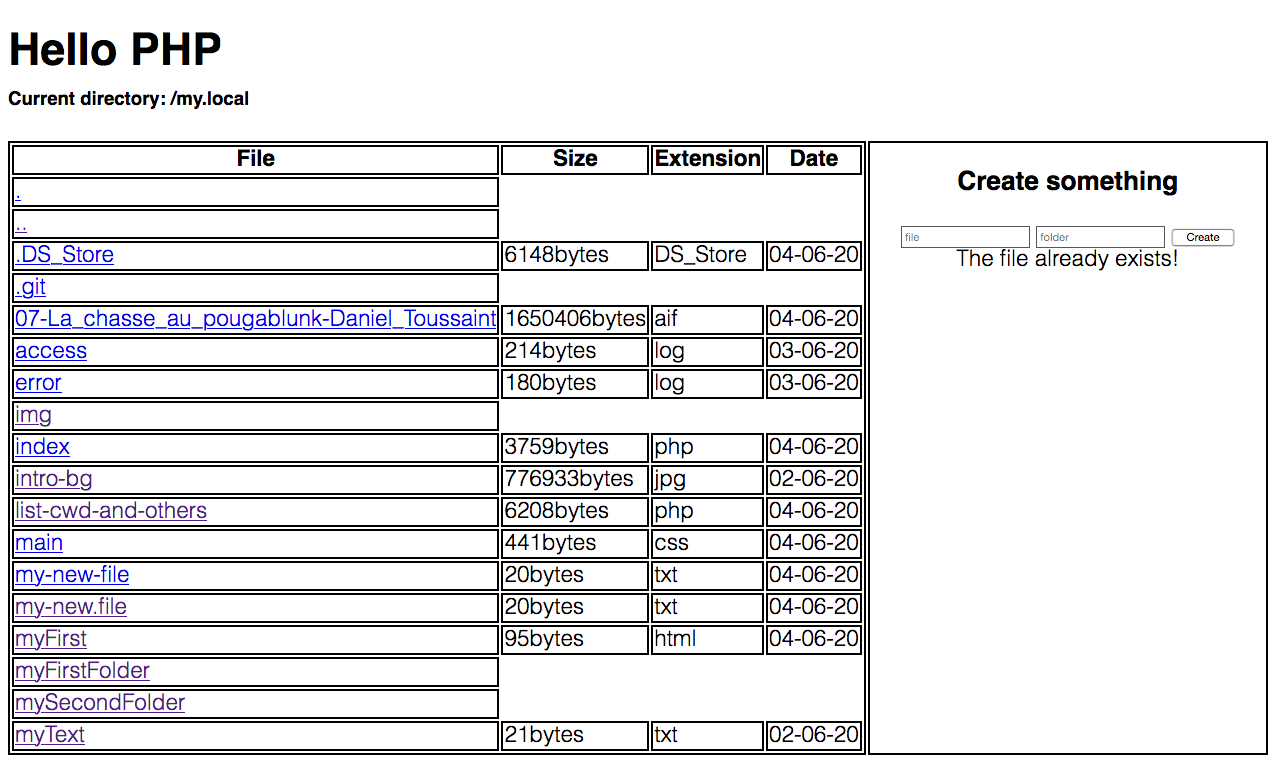 Hello PHP
Current directory: /my.local
File Size Extension Date
.
..
.DS_Store 6148bytes DS_Store 04-06-20
.git
07-La_chasse_au_pougablunk-Daniel_Toussaint 1650406bytes aif 04-06-20
access 214bytes log 03-06-20
error 180bytes log 03-06-20
img
index 3759bytes php 04-06-20
intro-bg 776933bytes jpg 02-06-20
list-cwd-and-others 6208bytes php 04-06-20
main 441bytes css 04-06-20
my-new-file 20bytes txt 04-06-20
my-new.file 20bytes txt 04-06-20
myFirst 95bytes html 04-06-20
myFirstFolder
mySecondFolder
myText 21bytes txt 02-06-20
Create something
file folder Create
The file already exists!